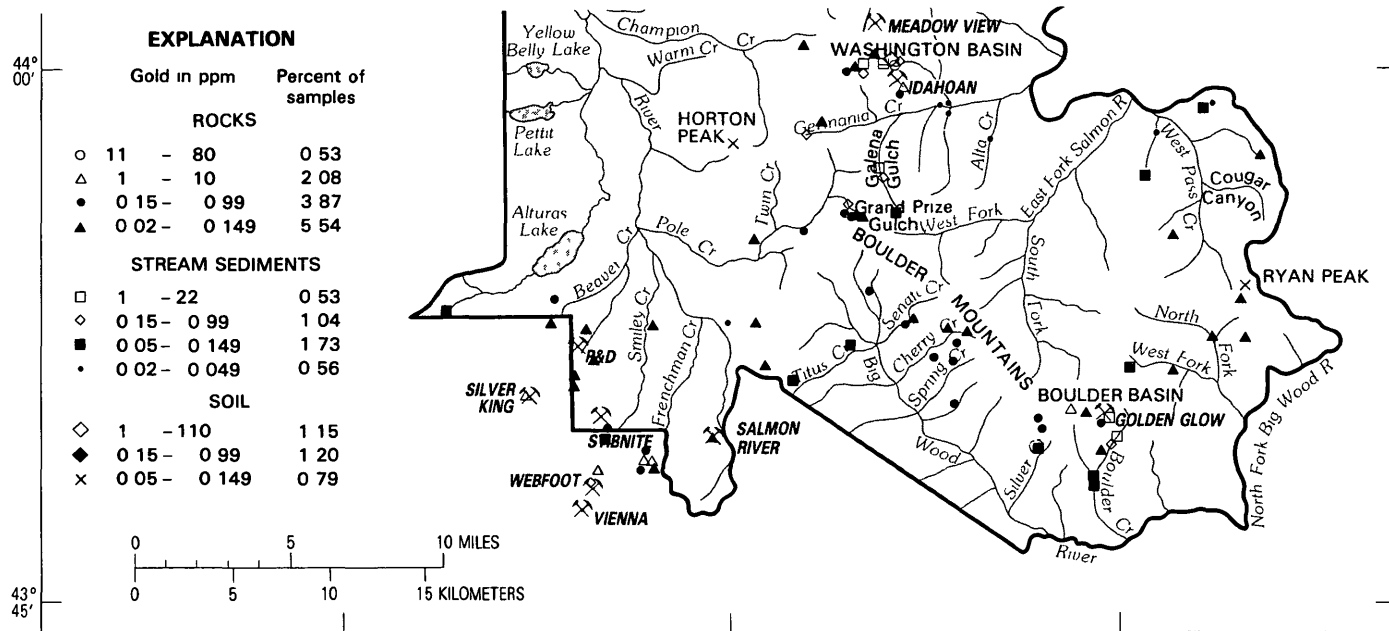 EXPLANATION
Gold in ppm Percent of
samples
ROCKS
11 – 80 0 53
1 – 10 2 08
0 15 – 0 99 3 87
0 02 – 0 149 5 54
STREAM SEDIMENTS
1 -22 0 53
0 15 – 0 99 1 04
0 05 – 0 149 1 73
0 02 – 0 049 0 56
SOIL
1 -110 1 15
0 15 – 0 99 1 20
0 05 – 0 149 0 79
0 5 10 MILES
0 5 10 15 KILOMETERS
44°
00'
43°
45'
Yellow
Belly Lake
Pettit
Lake
Alturas
Lake
Champion Cr
Warm Cr
River
HORTON
PEAK
MEADOW VIEW
WASHINGTON BASIN
IDAHOAN
Germania Cr
Galena
Gulch
Alta Cr
East Fork Salmon R
West Pass Cr
Cougar
Canyon
Grand Prize
Gulch
West Fork
Twin Cr
Pole Cr
Beaver Cr
Smiley Cr
Frenchman Cr
BOULDER
MOUNTAINS
South
Fork
RYAN PEAK
North
Fork
West Fork
Senate Cr
Cherry Cr
Spring Cr
Titus Cr
Big
Wood
River
Silver
Boulder
Cr
BOULDER BASIN
GOLDEN GLOW
North Fork Big Wood R
B&D
SILVER
KING
STIBNITE
SALMON
RIVER
WEBFOOT
VIENNA